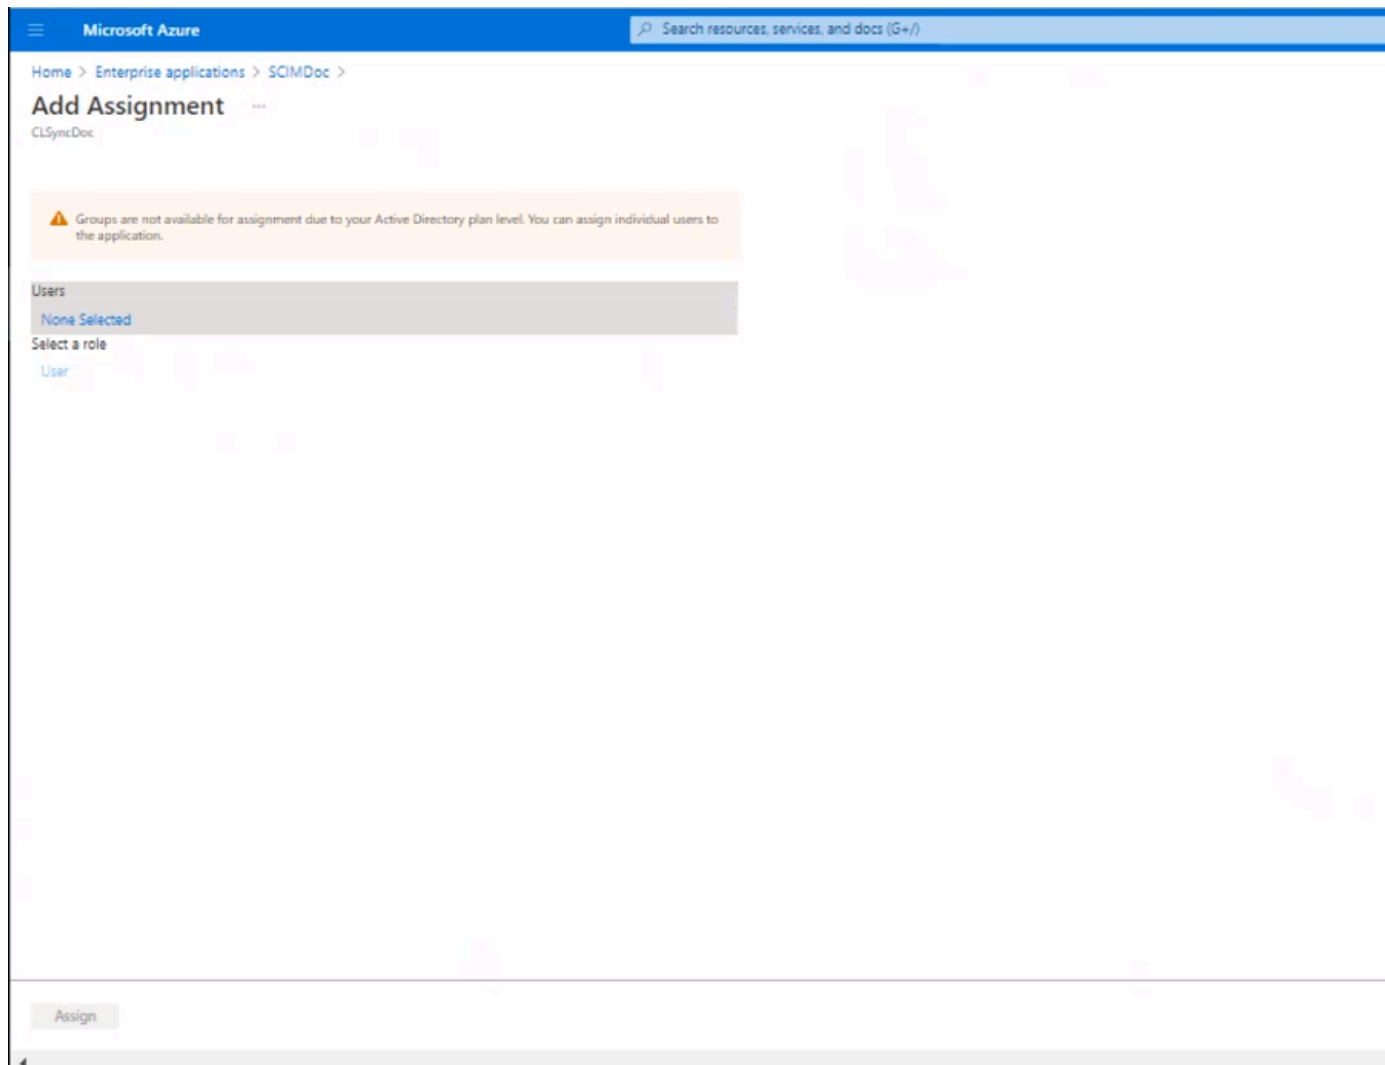 Microsoft Azure
Search resources, services, and docs (G+/)
Home > Enterprise applications > SCIMDoc >
Add Assignment ...
CLSyncDoc
Groups are not available for assignment due to your Active Directory plan level. You can assign individual users to
the application.
Users
None Selected
Select a role
User
Assign